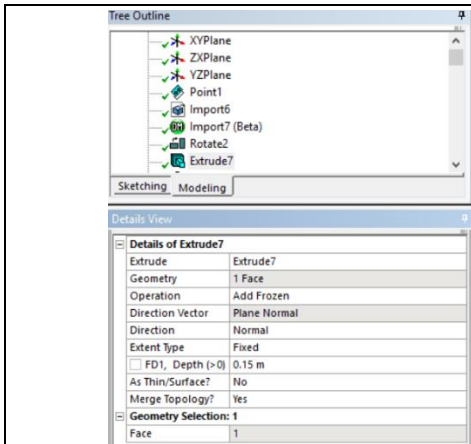 Tree Outline
XYPlane
ZXPlane
YZPlane
Point1
Import6
Import7 (Beta)
Rotate2
Extrude7
Sketching Modeling
Details View
Details of Extrude7
Extrude Extrude7
Geometry 1 Face
Operation Add Frozen
Direction Vector Plane Normal
Direction Normal
Extent Type Fixed
FD1, Depth (>0) 0.15 m
As Thin/Surface? No
Merge Topology? Yes
Geometry Selection: 1
Face 1